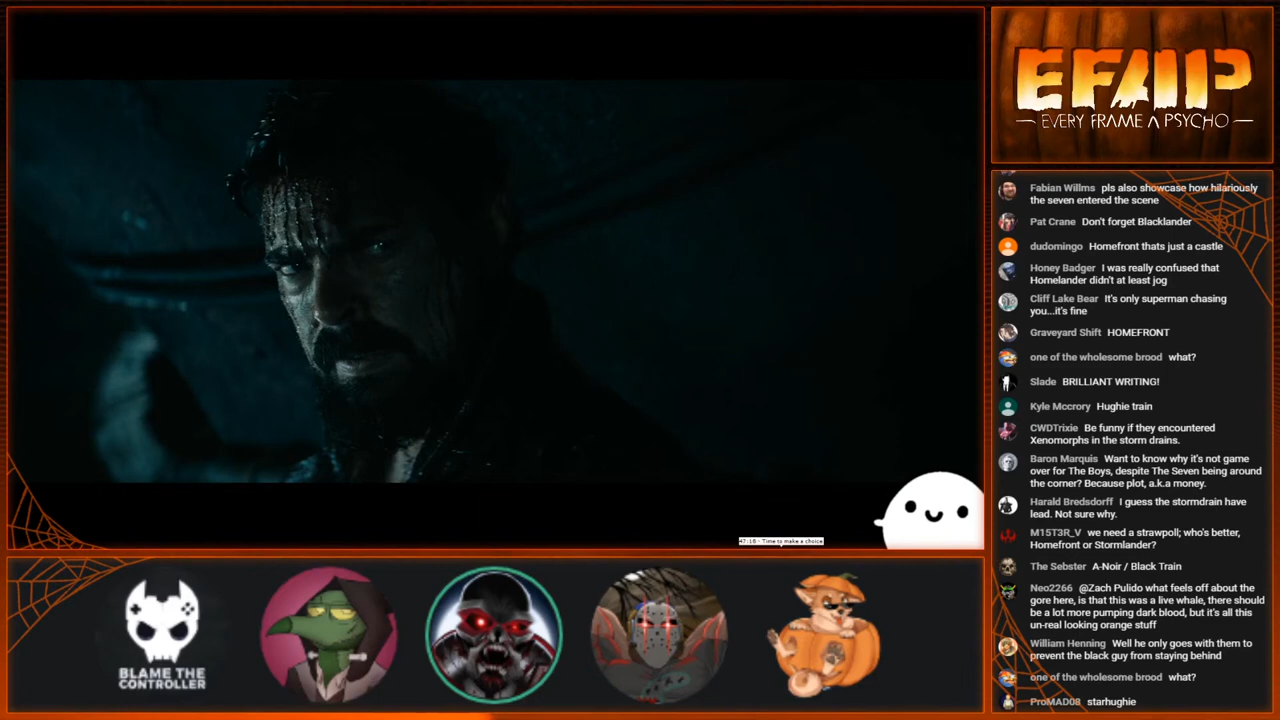 EFAP
EVERY FRAME A PSYCHO
Fabian Willms pls also showcase how hilariously
the seven entered the scene
Pat Crane Don't forget Blacklander
dudomingo Homefront thats just a castle
Honey Badger I was really confused that
Homelander didn't at least jog
Cliff Lake Bear It's only superman chasing
you...it's fine
Graveyard Shift HOMEFRONT
one of the wholesome brood what?
Slade BRILLIANT WRITING!
Kyle Mccrory Hughie train
CWDTrixie Be funny if they encountered
Xenomorphs in the storm drains.
Baron Marquis Want to know why it's not game
over for The Boys, despite The Seven being around
the corner? Because plot, a.k.a money.
Harald Bredsdorff I guess the stormdrain have
lead. Not sure why.
M15T3R_V we need a strawpoll; who's better,
Homefront or Stormlander?
The Sebster A-Noir / Black Train
Neo2266 @Zach Pulido what feels off about the
gore here, is that this was a live whale, there should
be a lot more pumping dark blood, but it's all this
un-real looking orange stuff
William Henning Well he only goes with them to
prevent the black guy from staying behind
one of the wholesome brood what?
ProMAD08 starhughie
47:16 - Time to make a choice
BLAME THE
CONTROLLER